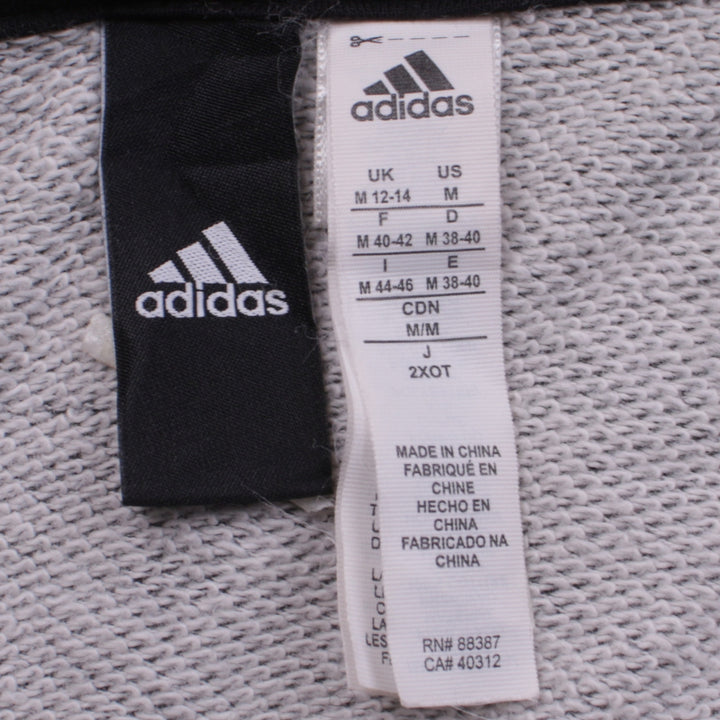 adidas
adidas
UK US
M 12-14 M
F D
M 40-42 M 38-40
I E
M 44-46 M 38-40
CDN
M/M
J
2XOT
MADE IN CHINA
FABRIQUÉ EN
CHINE
HECHO EN
CHINA
FABRICADO NA
CHINA
RN# 88387
CA# 40312
LES